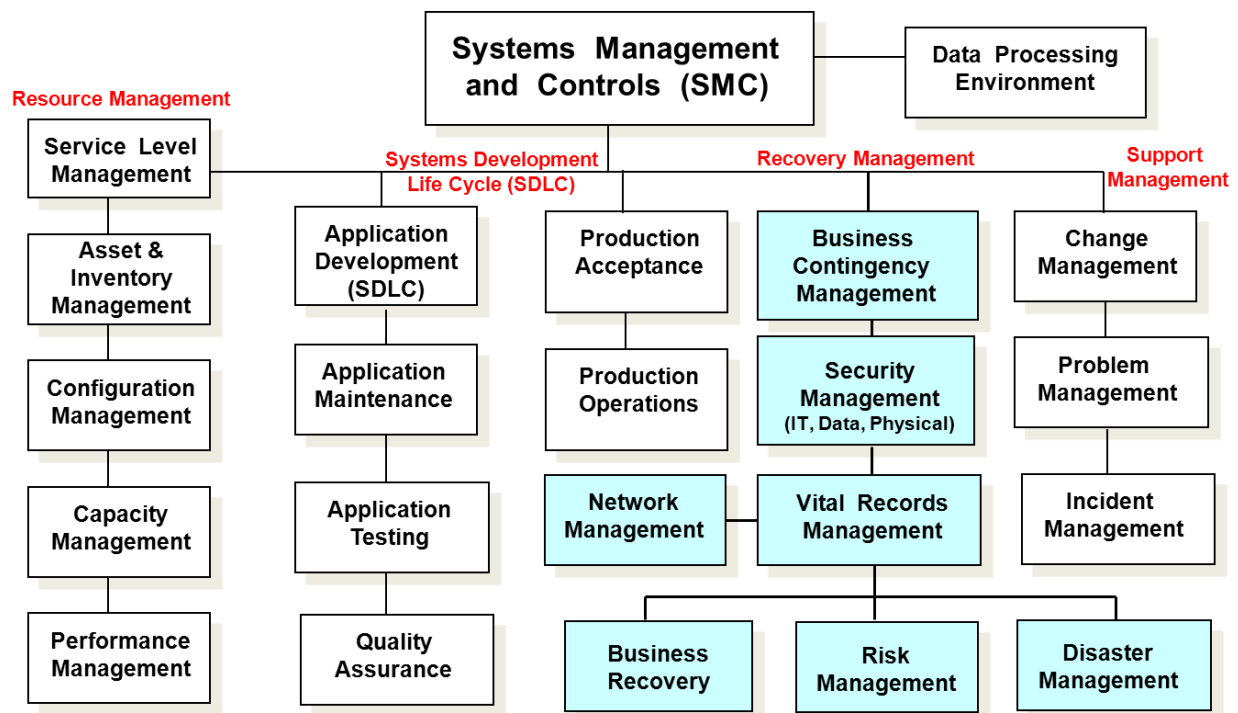 Systems Management
and Controls (SMC)
Data Processing
Environment
Resource Management
Service Level
Management
Asset &
Inventory
Management
Configuration
Management
Capacity
Management
Performance
Management
Systems Development
Life Cycle (SDLC)
Application
Development
(SDLC)
Application
Maintenance
Application
Testing
Quality
Assurance
Production
Acceptance
Production
Operations
Recovery Management
Business
Contingency
Management
Security
Management
(IT, Data, Physical)
Network
Management
Vital Records
Management
Business
Recovery
Risk
Management
Disaster
Management
Support
Management
Change
Management
Problem
Management
Incident
Management